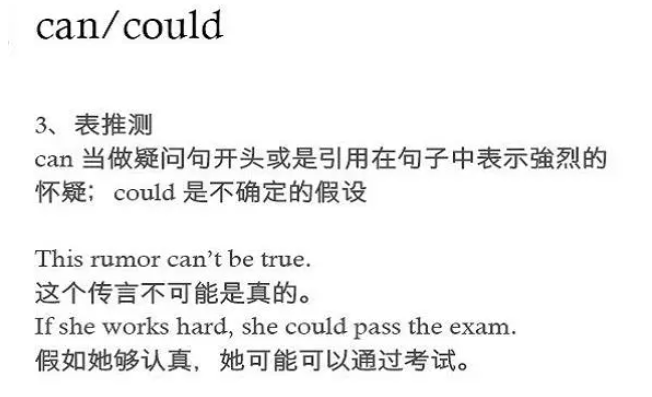 can/could
3、表推测
can 当做疑问句开头或是引用在句子中表示強烈的
怀疑；could 是不确定的假设
This rumor can’t be true.
这个传言不可能是真的。
If she works hard, she could pass the exam.
假如她够认真，她可能可以通过考试。